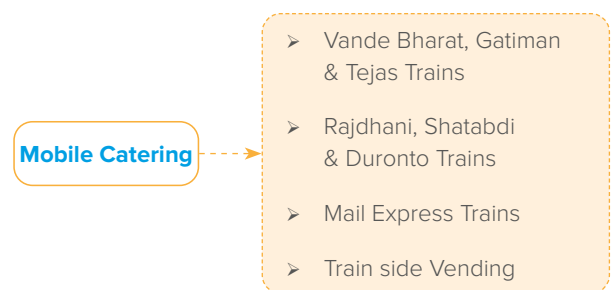 Mobile Catering
➢ Vande Bharat, Gatiman
& Tejas Trains
➢ Rajdhani, Shatabdi
& Duronto Trains
➢ Mail Express Trains
➢ Train side Vending